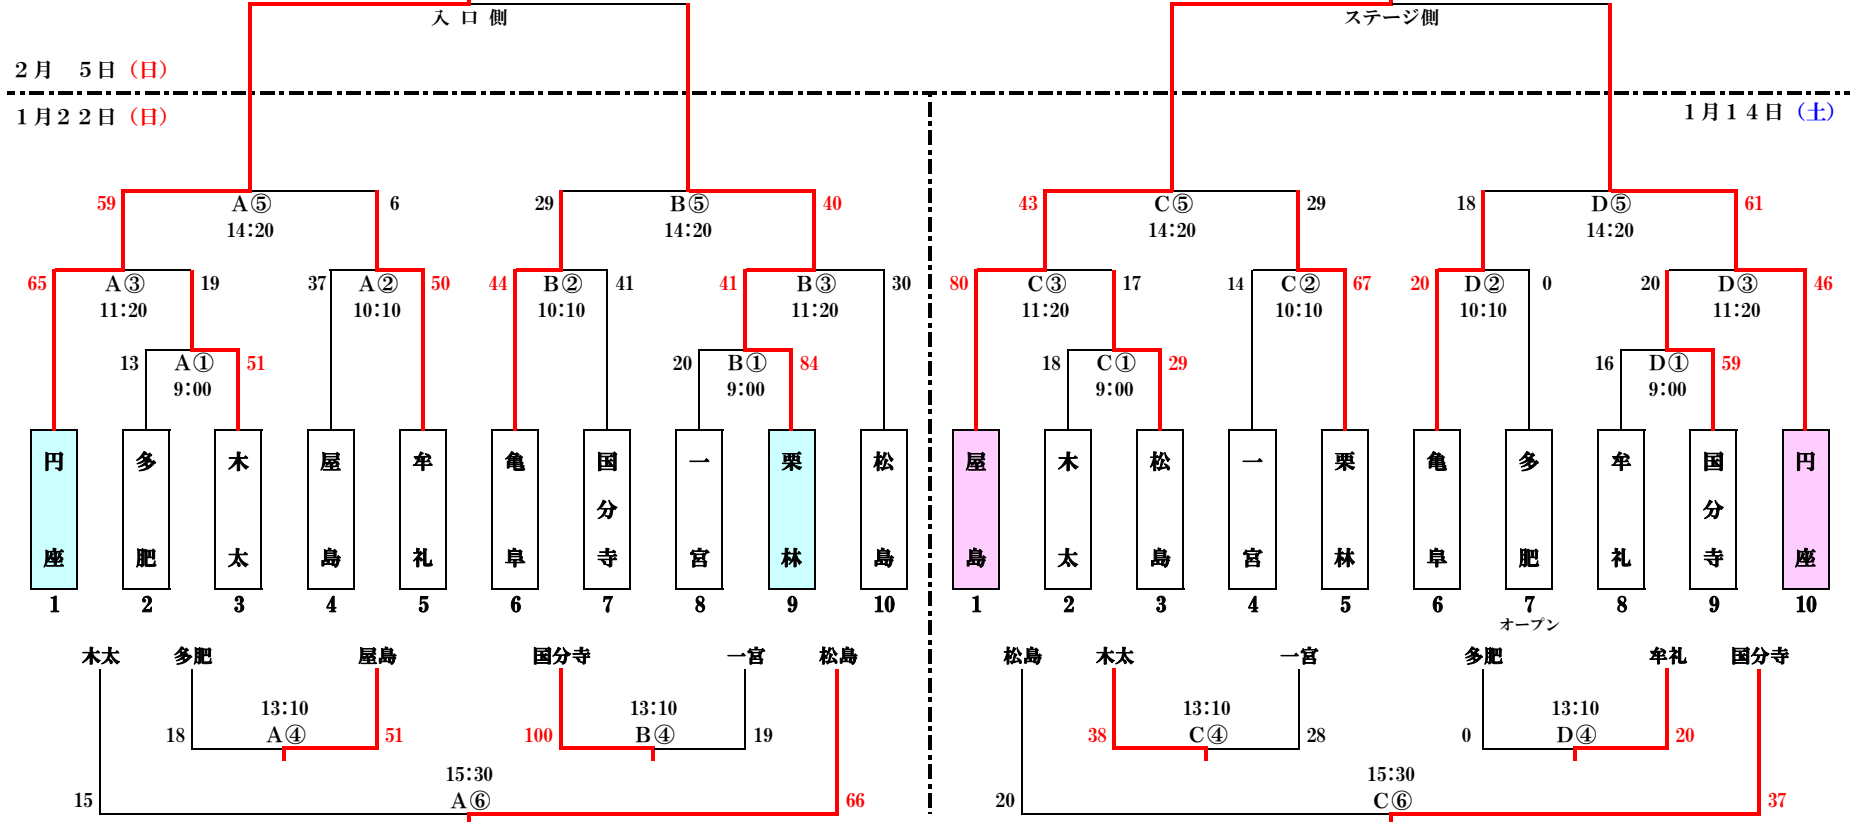 入 口 側 ステージ側
２月　５日（日）
１月２２日（日） １月１４日（土）
59 A⑤ 6 29 B⑤ 40 43 C⑤ 29 18 D⑤ 61
14:20 14:20 14:20 14:20
65 A③ 19 37 A② 50 44 B② 41 41 B③ 30 80 C③ 17 14 C② 67 20 D② 0 20 D③ 46
11:20 10:10 10:10 11:20 11:20 10:10 10:10 11:20
13 A① 51 20 B① 84 18 C① 29 16 D① 59
9:00 9:00 9:00 9:00
円座 多肥 木太 屋島 牟礼 亀阜 国分寺 一宮 栗林 松島 屋島 木太 松島 一宮 栗林 亀阜 多肥 牟礼 国分寺 円座
1 2 3 4 5 6 7 8 9 10 1 2 3 4 5 6 7 8 9 10
オープン
木太 多肥 屋島 国分寺 一宮 松島 松島 木太 一宮 多肥 牟礼 国分寺
13:10 13:10 13:10 13:10
18 A④ 51 100 B④ 19 38 C④ 28 0 D④ 20
15:30 15:30
15 A⑥ 66 20 C⑥ 37